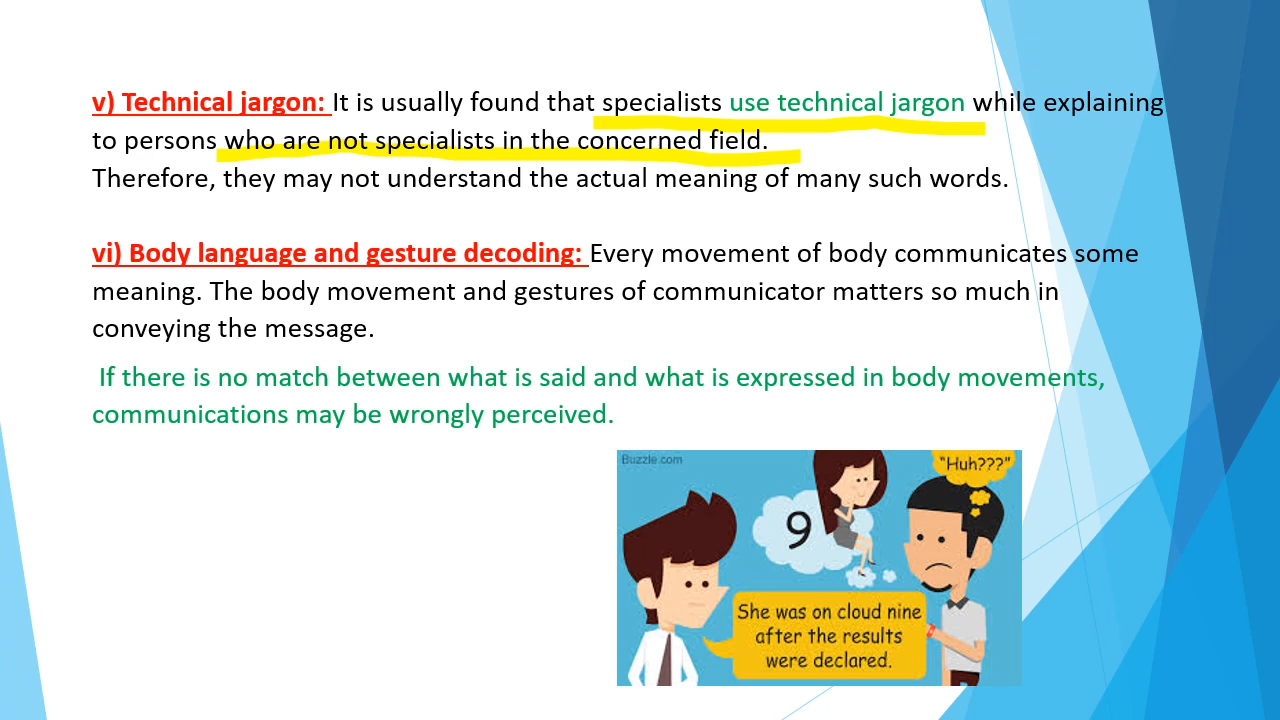 v) Technical jargon: It is usually found that specialists use technical jargon while explaining
to persons who are not specialists in the concerned field.
Therefore, they may not understand the actual meaning of many such words.
vi) Body language and gesture decoding: Every movement of body communicates some
meaning. The body movement and gestures of communicator matters so much in
conveying the message.
If there is no match between what is said and what is expressed in body movements,
communications may be wrongly perceived.
Buzzle.com
"Huh???"
9
She was on cloud nine
after the results
were declared.